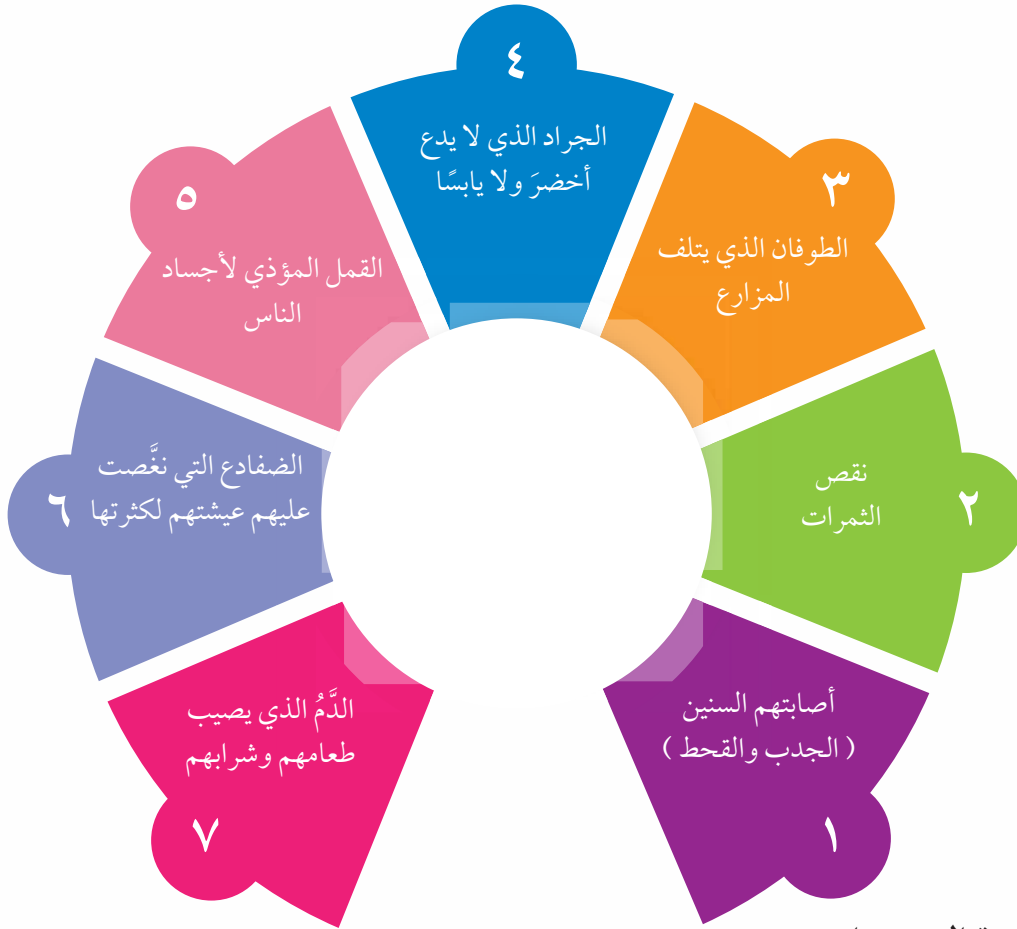 ١
أصابتهم السنين
( الجدب والقحط )
٢
نقص
الثمرات
٣
الطوفان الذي يتلف
المزارع
٤
الجراد الذي لا يدع
أخضرَ ولا يابسًا
٥
القمل المؤذي لأجساد
الناس
٦
الضفادع التي نغَّصت
عليهم عيشتهم لكثرتها
٧
الدَّمُ الذي يصيب
طعامهم وشرابهم